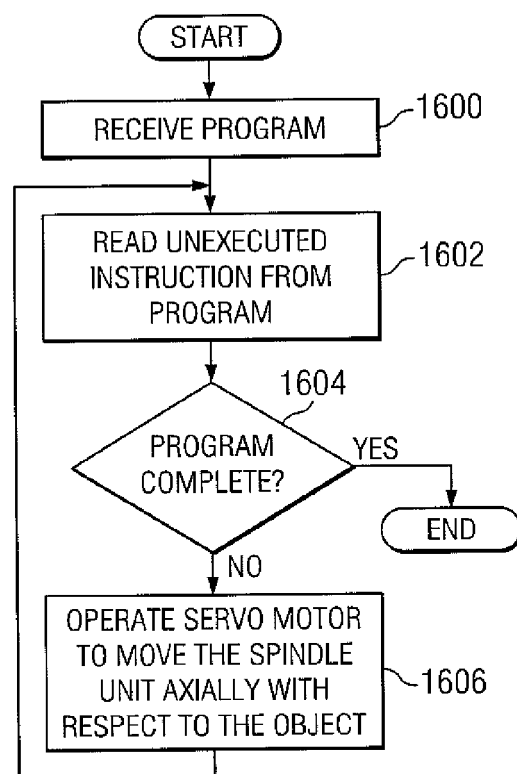 START
RECEIVE PROGRAM
1600
READ UNEXECUTED
INSTRUCTION FROM
PROGRAM
1602
1604
PROGRAM
COMPLETE?
YES
END
NO
OPERATE SERVO MOTOR
TO MOVE THE SPINDLE
UNIT AXIALLY WITH
RESPECT TO THE OBJECT
1606